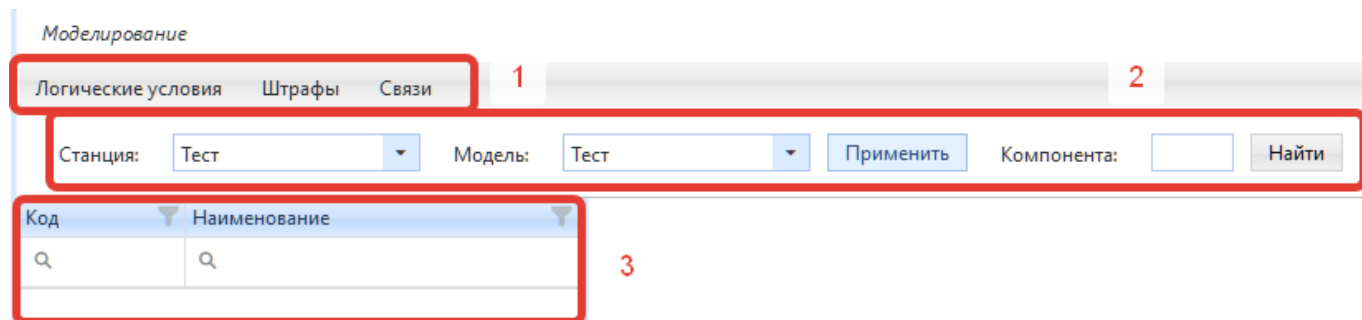 Моделирование
Логические условия Штрафы Связи 1 2
Станция: Тест Модель: Тест Применить Компонента: Найти
Код Наименование
3